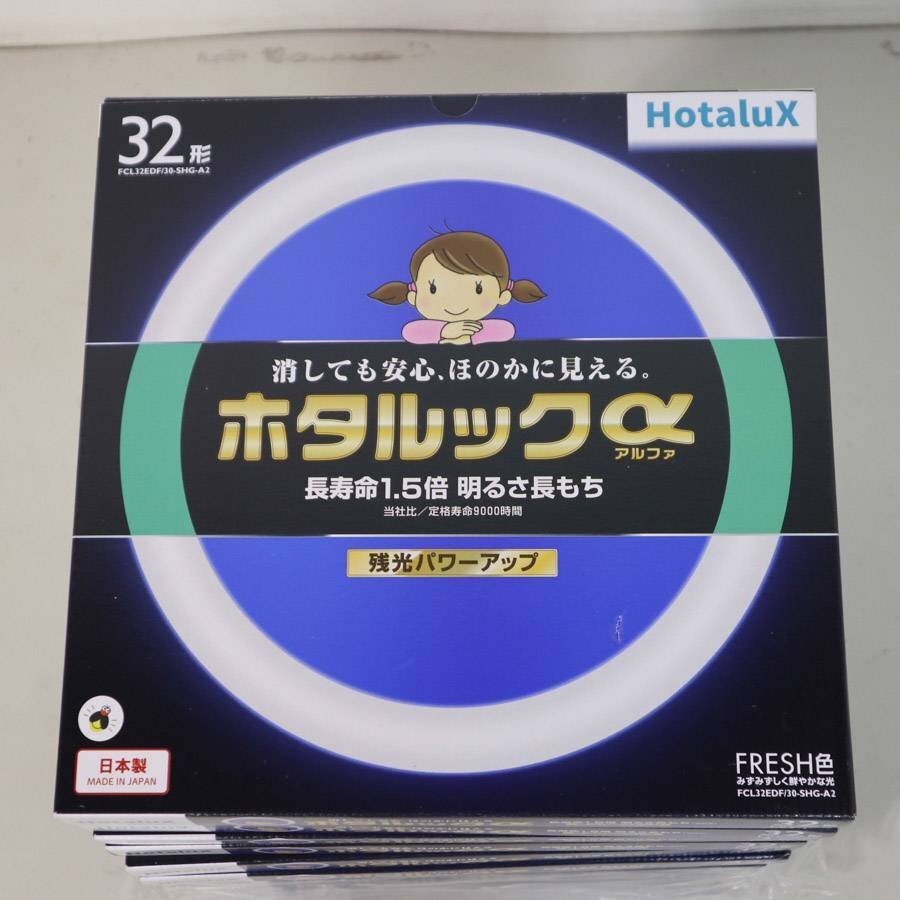 HotaluX
32形
FCL32EDF/30-SHG-A2
消しても安心、ほのかに見える。
ホタルックα
アルファ
長寿命1.5倍 明るさ長もち
当社比／定格寿命9000時間
残光パワーアップ
日本製
MADE IN JAPAN
FRESH色
みずみずしく鮮やかな光
FCL32EDF/30-SHG-A2